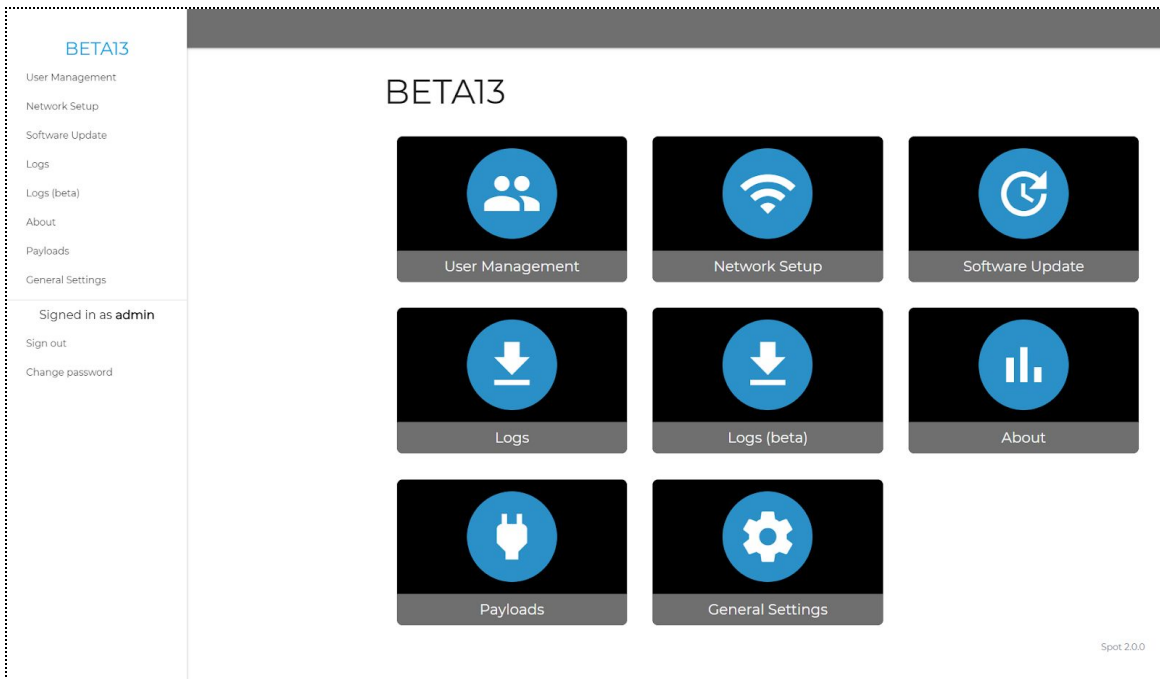 BETA13
User Management
Network Setup
Software Update
Logs
Logs (beta)
About
Payloads
General Settings
Signed in as admin
Sign out
Change password
BETA13
User Management
Network Setup
Software Update
Logs
Logs (beta)
About
Payloads
General Settings
Spot 2.0.0